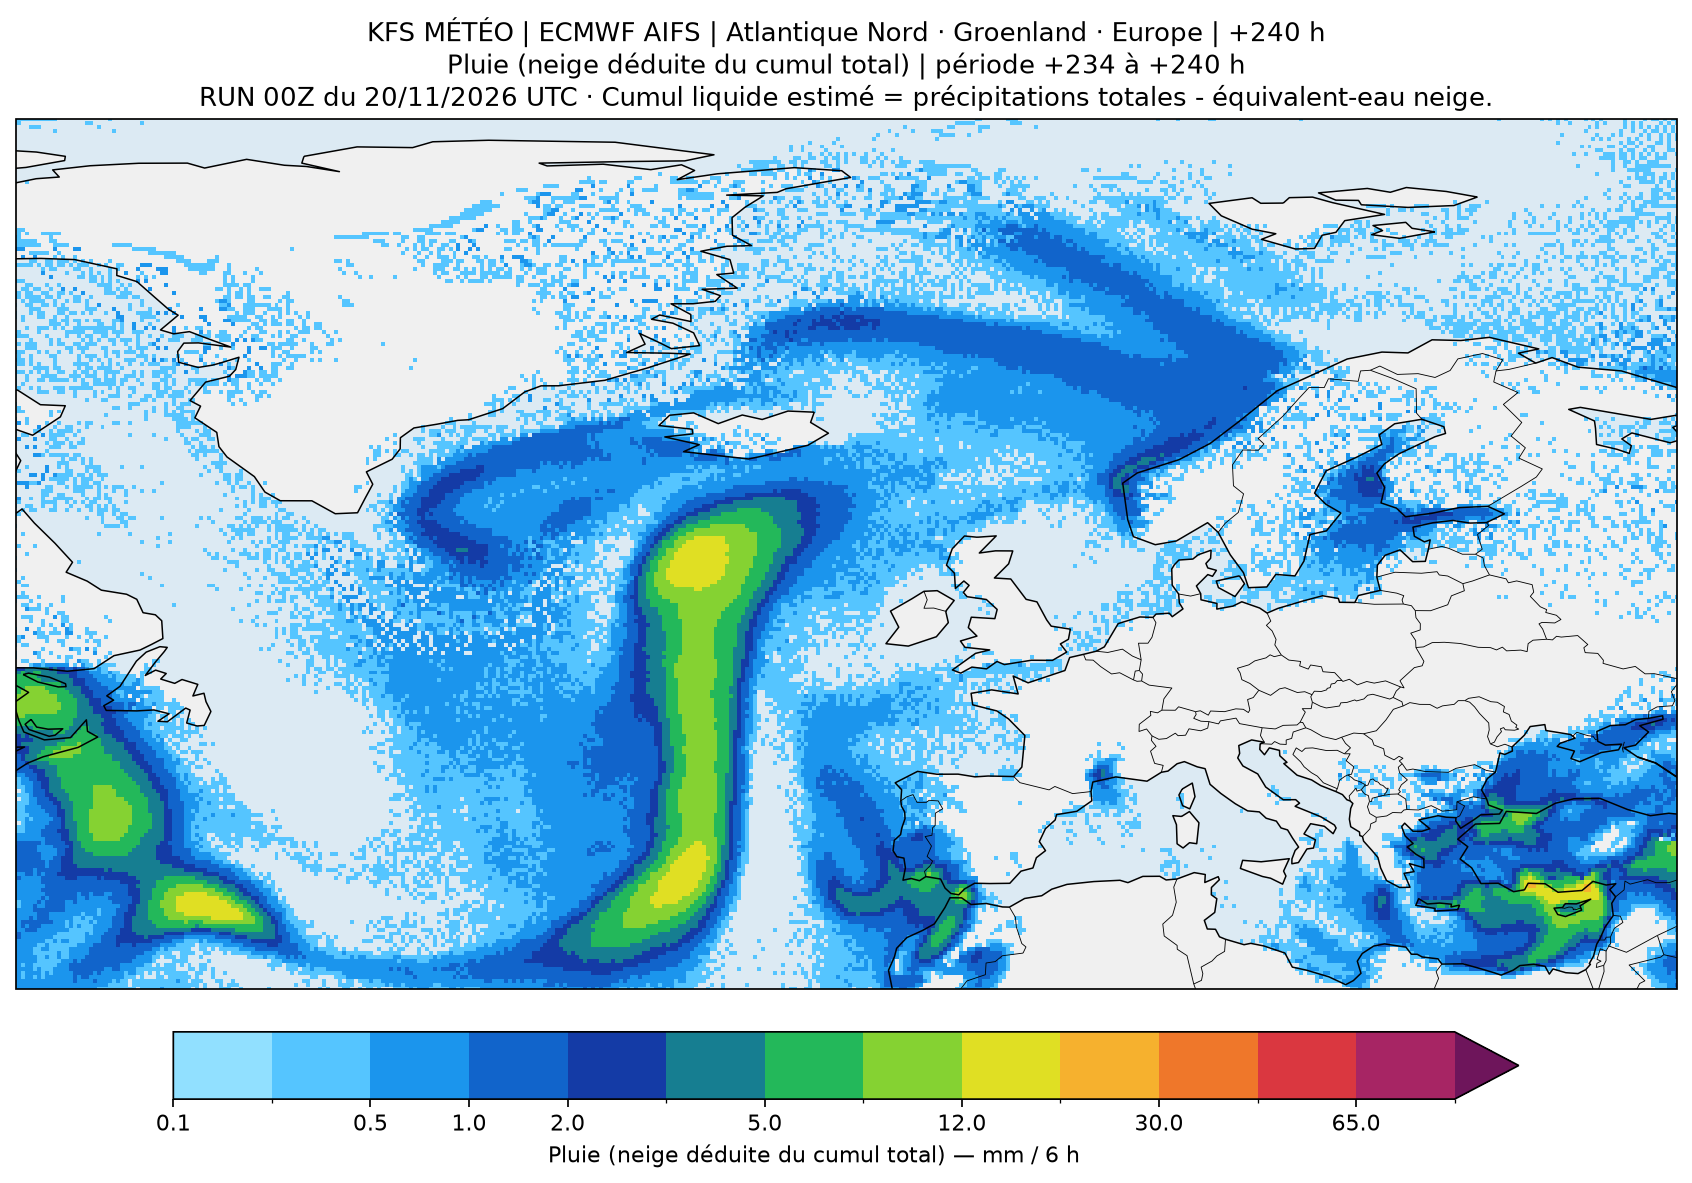 KFS MÉTÉO | ECMWF AIFS | Atlantique Nord · Groenland · Europe | +240 h
Pluie (neige déduite du cumul total) | période +234 à +240 h
RUN 00Z du 20/11/2026 UTC · Cumul liquide estimé = précipitations totales - équivalent-eau neige.
0.1 0.5 1.0 2.0 5.0 12.0 30.0 65.0
Pluie (neige déduite du cumul total) — mm / 6 h